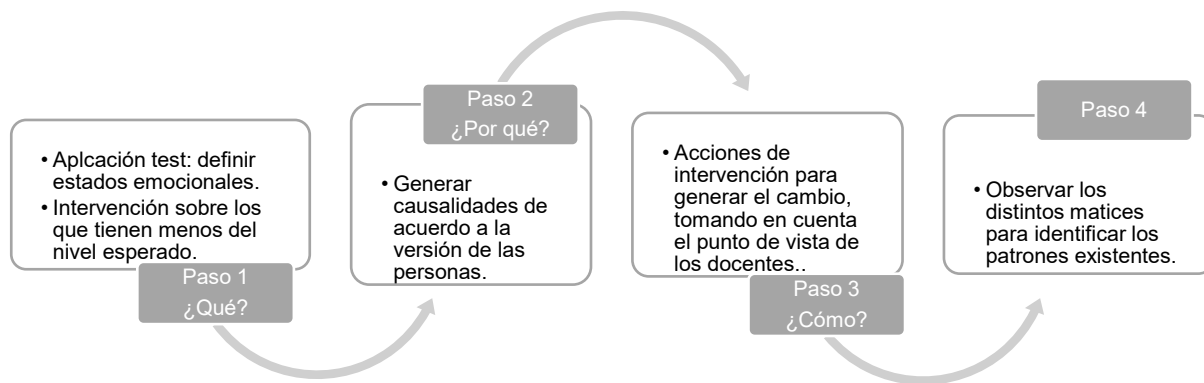 • Aplcación test: definir
estados emocionales.
• Intervención sobre los
que tienen menos del
nivel esperado.
Paso 1
¿Qué?
Paso 2
¿Por qué?
• Generar
causalidades de
acuerdo a la
versión de las
personas.
• Acciones de
intervención para
generar el cambio,
tomando en cuenta
el punto de vista de
los docentes..
Paso 3
¿Cómo?
Paso 4
• Observar los
distintos matices
para identificar los
patrones existentes.